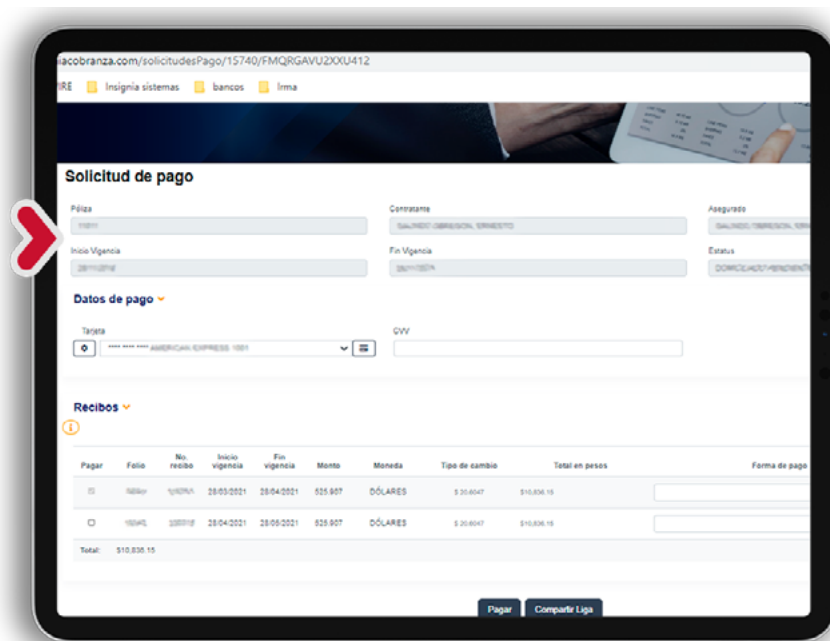 iacobranza.com/solicitudesPago/15740/FMQRGAVU2XXU412
IRE Insignia sistemas bancos Irma
Solicitud de pago
Póliza Contratante Asegurado
Inicio Vigencia Fin Vigencia Estatus
Datos de pago
Tarjeta CVV
**** **** **** AMERICAN EXPRESS 1001
Recibos
Pagar Folio No. recibo Inicio vigencia Fin vigencia Monto Moneda Tipo de cambio Total en pesos Forma de pago
28/03/2021 28/04/2021 525.907 DÓLARES $ 20.6047 $10,836.15
28/04/2021 28/05/2021 525.907 DÓLARES $ 20.6047 $10,836.15
Total: $10,836.15
Pagar Compartir Liga